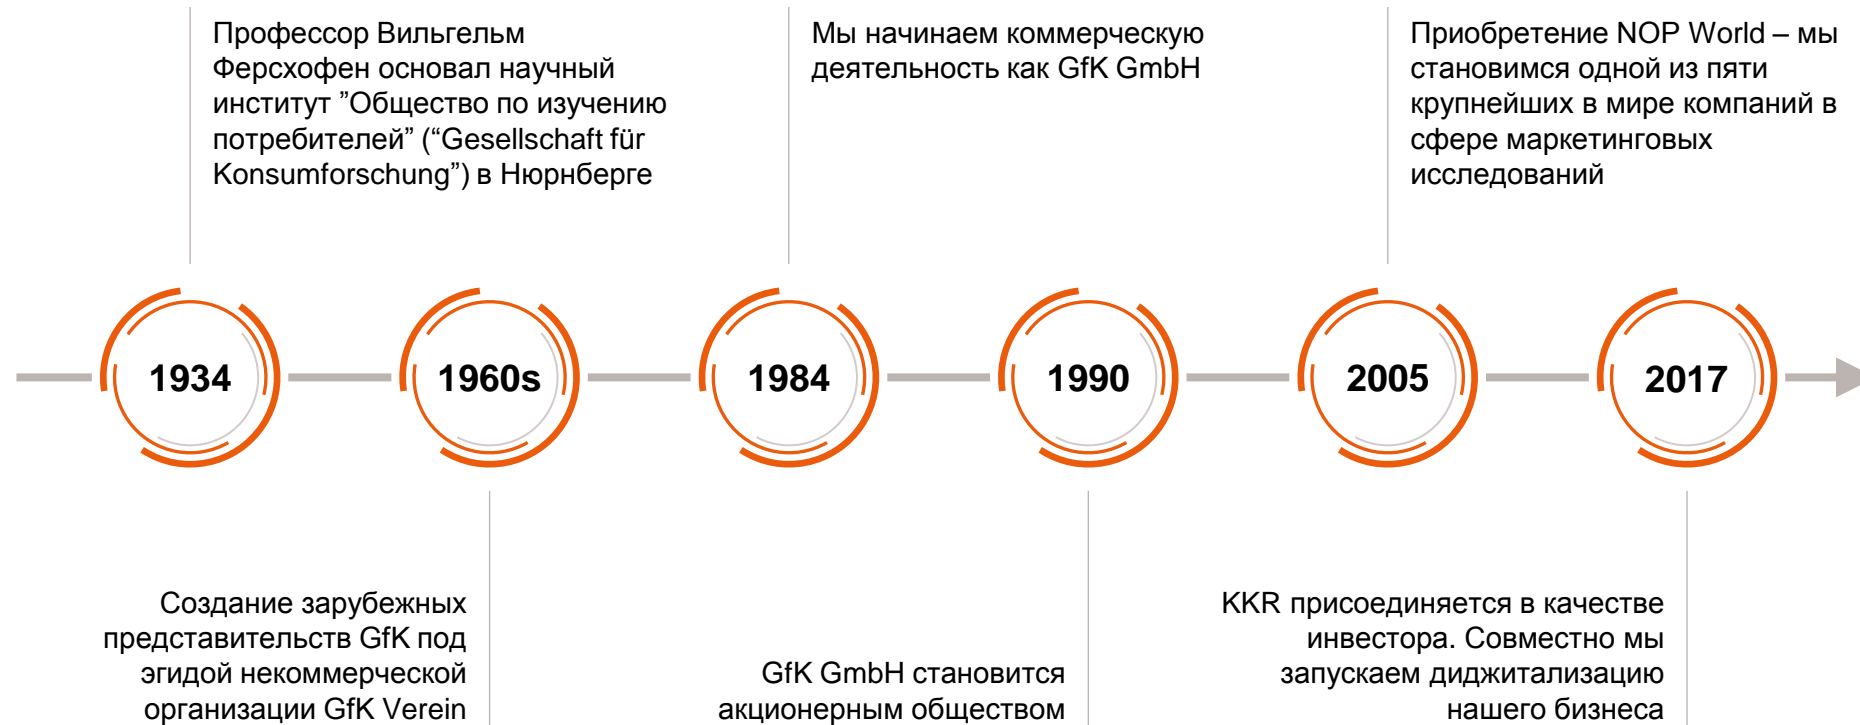 Профессор Вильгельм
Ферсхофен основал научный
институт ”Общество по изучению
потребителей” (“Gesellschaft für
Konsumforschung”) в Нюрнберге
Мы начинаем коммерческую
деятельность как GfK GmbH
Приобретение NOP World – мы
становимся одной из пяти
крупнейших в мире компаний в
сфере маркетинговых
исследований
1934
1960s
1984
1990
2005
2017
Создание зарубежных
представительств GfK под
эгидой некоммерческой
организации GfK Verein
GfK GmbH становится
акционерным обществом
KKR присоединяется в качестве
инвестора. Совместно мы
запускаем диджитализацию
нашего бизнеса